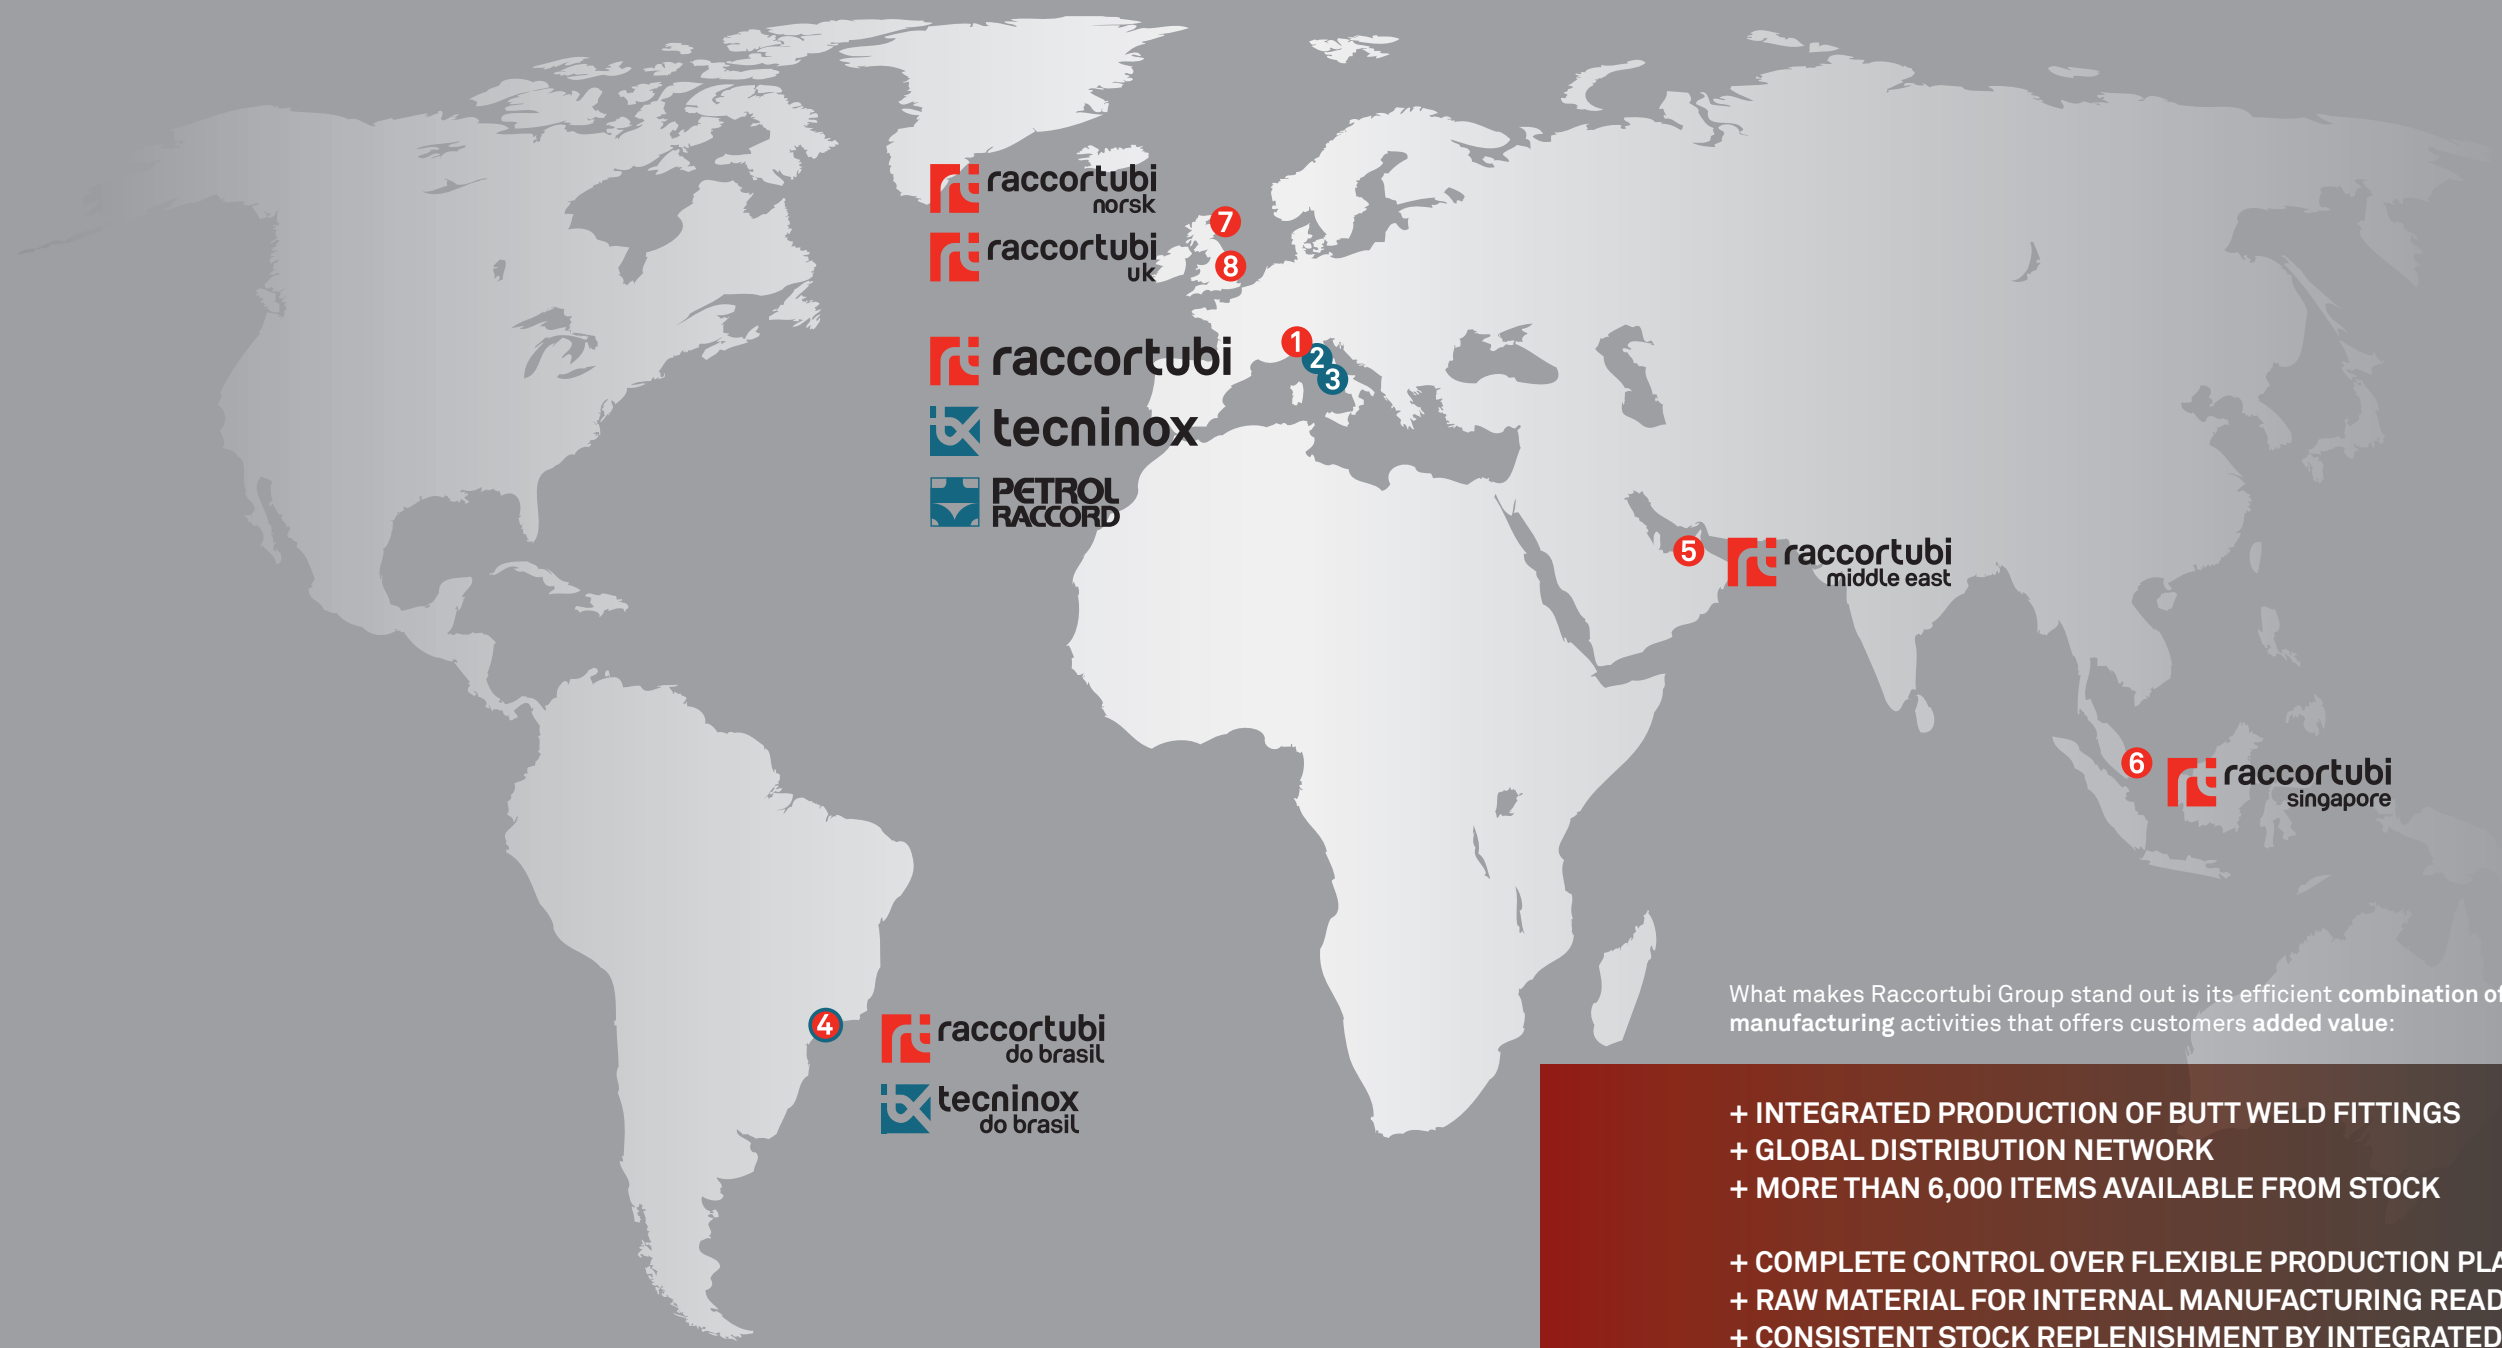 raccortubi
norsk
7
raccortubi
uk
8
1
raccortubi
2
3
tecninox
PETROL
RACCORD
5
raccortubi
middle east
6
raccortubi
singapore
4
raccortubi
do brasil
tecninox
do brasil
What makes Raccortubi Group stand out is its efficient combination of
manufacturing activities that offers customers added value:
+ INTEGRATED PRODUCTION OF BUTT WELD FITTINGS
+ GLOBAL DISTRIBUTION NETWORK
+ MORE THAN 6,000 ITEMS AVAILABLE FROM STOCK
+ COMPLETE CONTROL OVER FLEXIBLE PRODUCTION PLA
+ RAW MATERIAL FOR INTERNAL MANUFACTURING READ
+ CONSISTENT STOCK REPLENISHMENT BY INTEGRATED